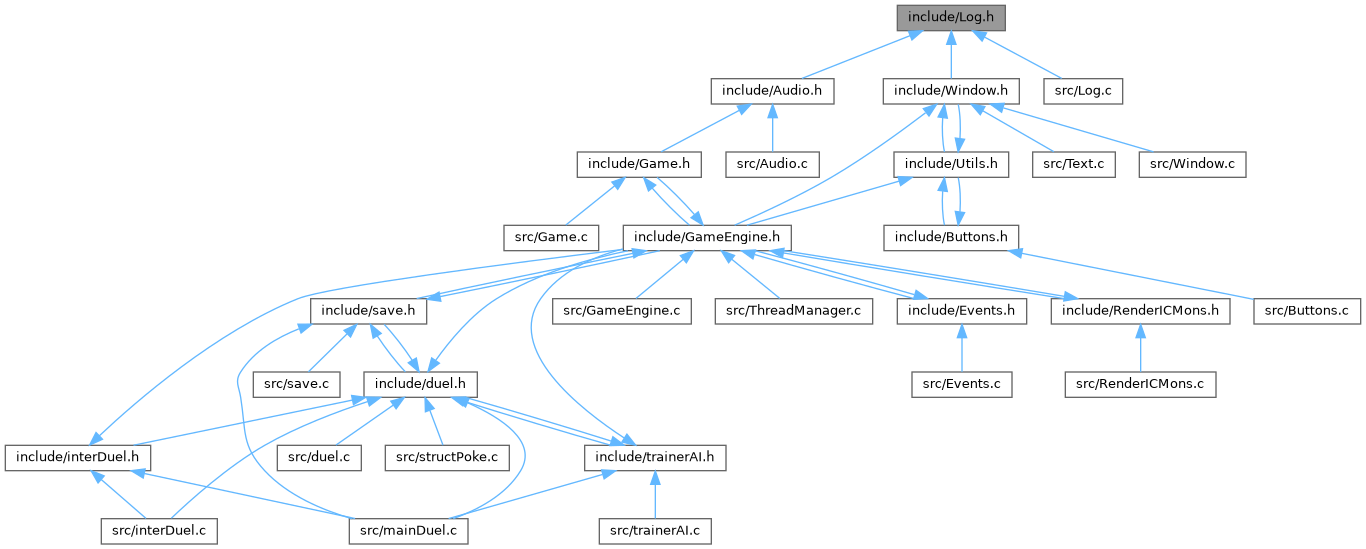 include/Log.h
include/Audio.h
include/Window.h
src/Log.c
include/Game.h
src/Audio.c
include/Utils.h
src/Text.c
src/Window.c
src/Game.c
include/GameEngine.h
include/Buttons.h
include/save.h
src/GameEngine.c
src/ThreadManager.c
include/Events.h
include/RenderICMons.h
src/Buttons.c
src/save.c
include/duel.h
src/Events.c
src/RenderICMons.c
include/interDuel.h
src/duel.c
src/structPoke.c
include/trainerAI.h
src/interDuel.c
src/mainDuel.c
src/trainerAI.c